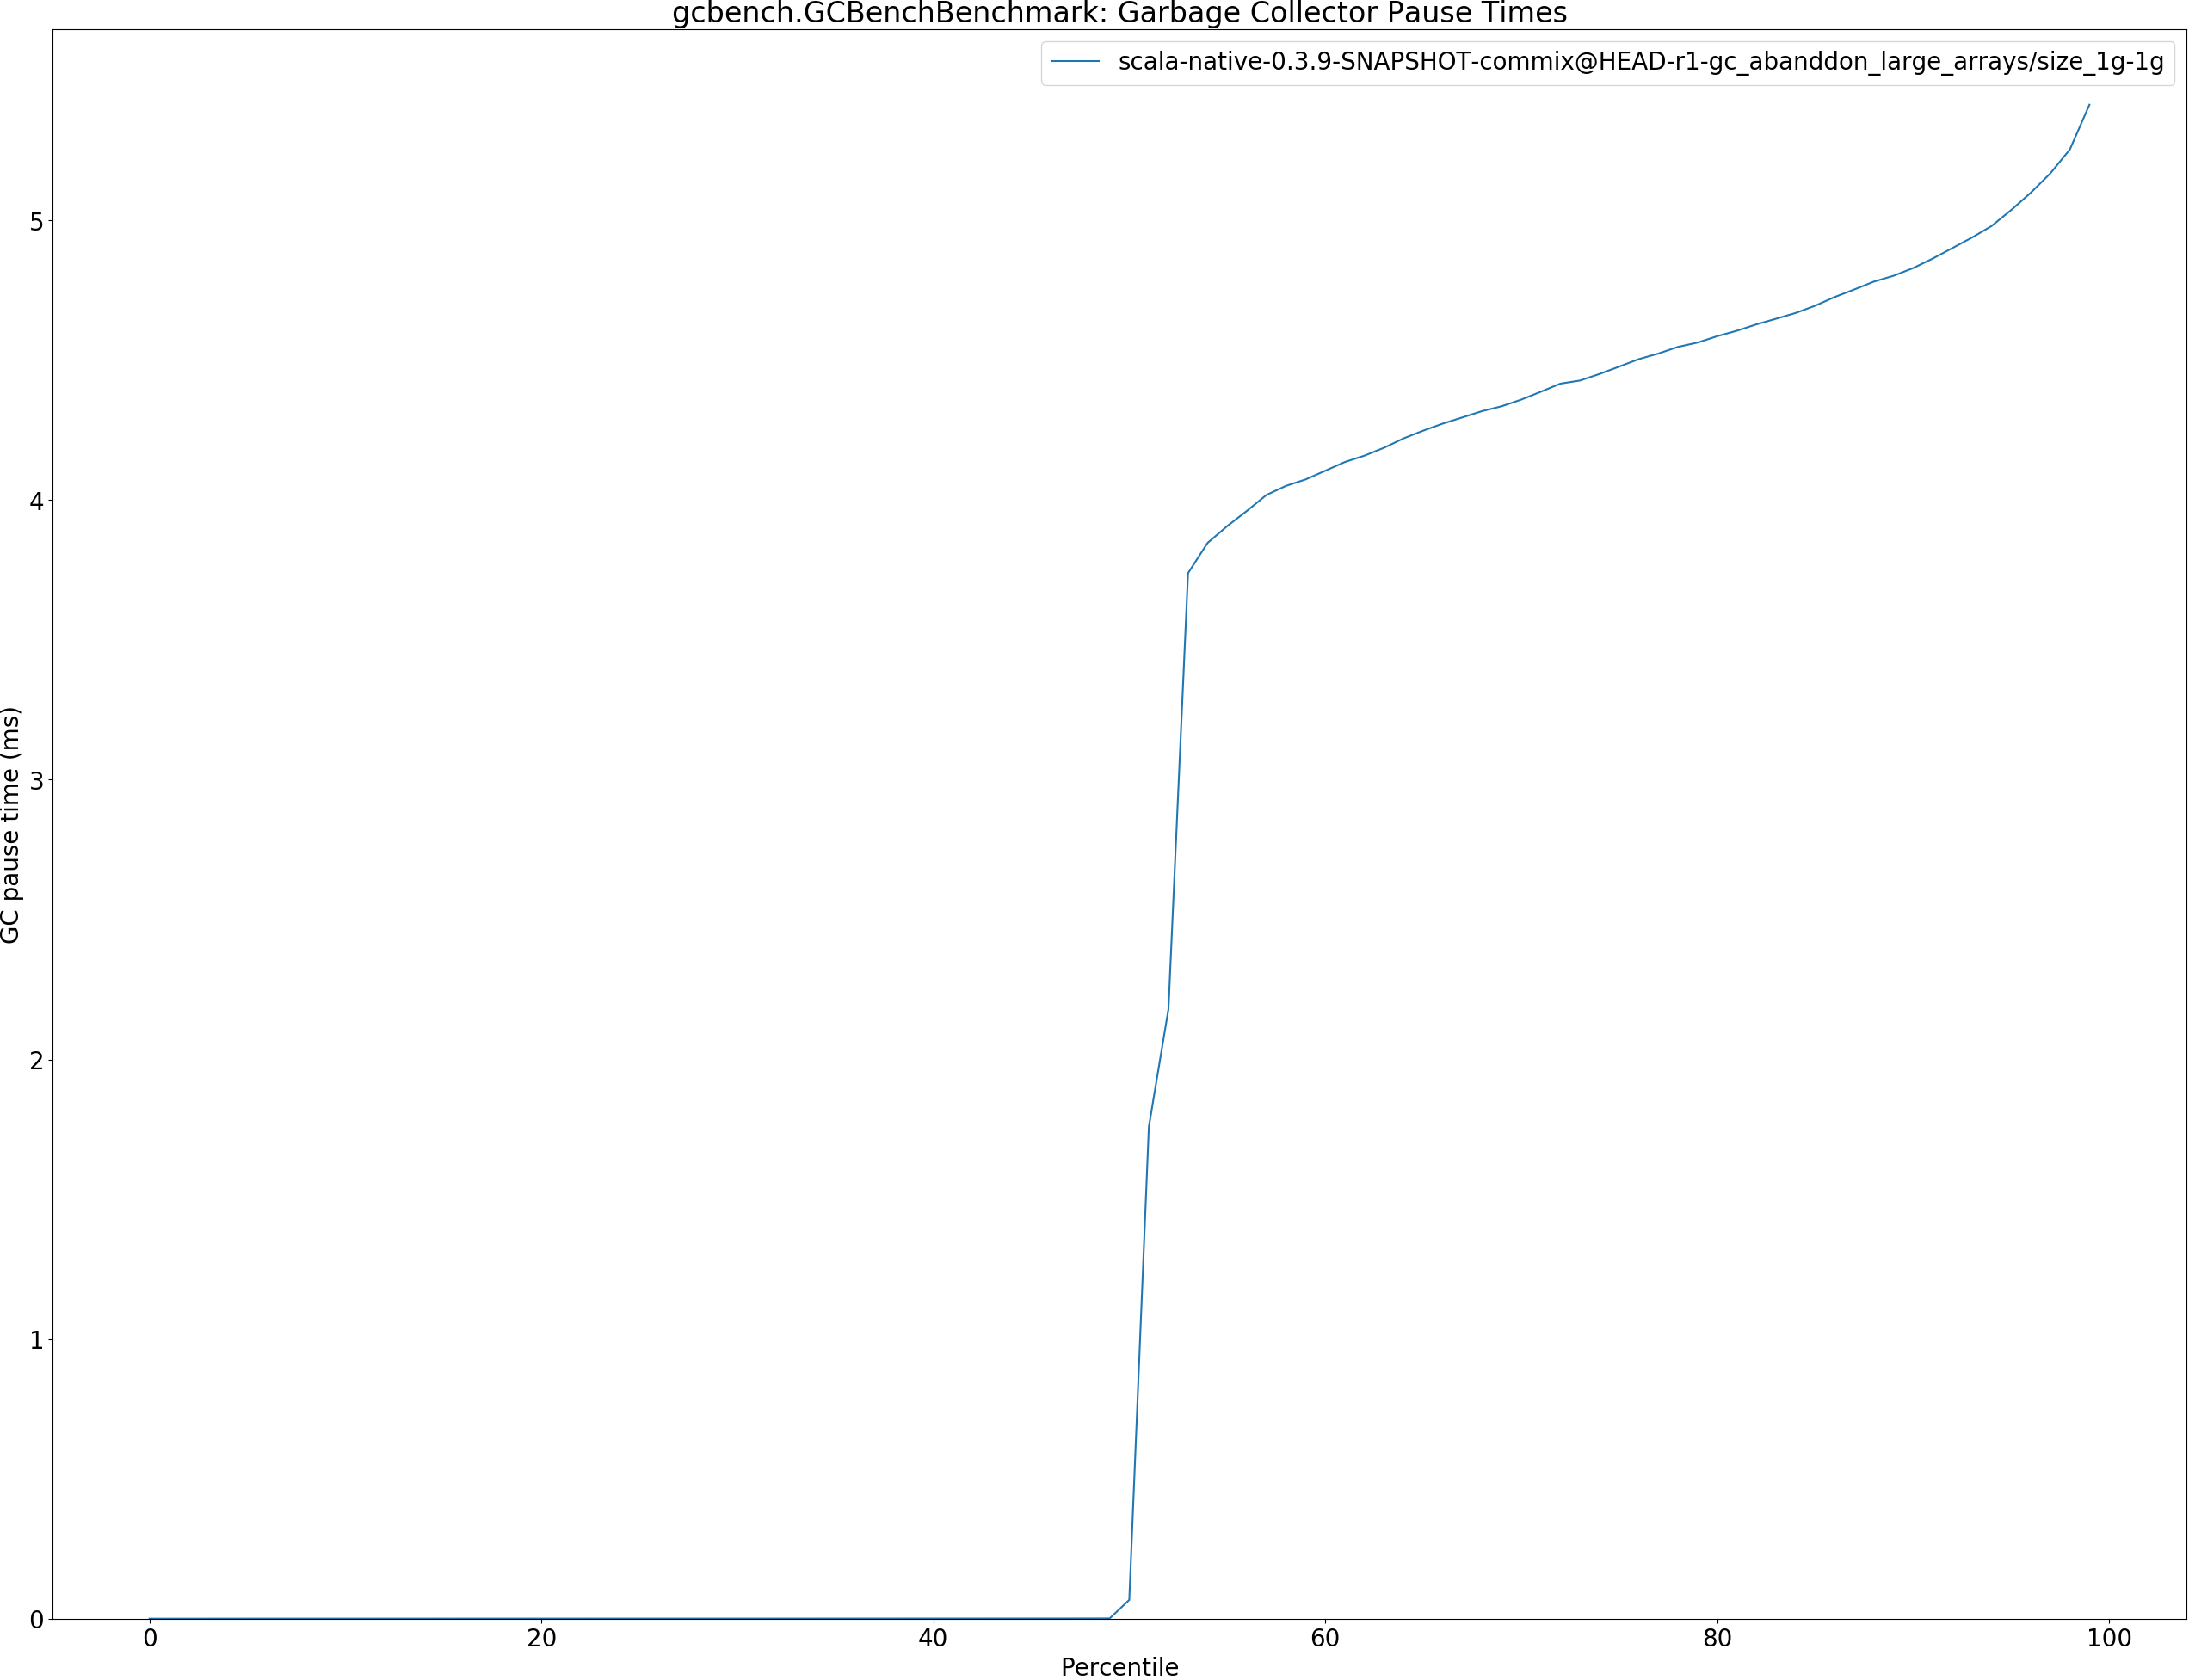 gcbench.GCBenchBenchmark: Garbage Collector Pause Times
scala-native-0.3.9-SNAPSHOT-commix@HEAD-r1-gc_abanddon_large_arrays/size_1g-1g
GC pause time (ms)
5
4
3
2
1
0
0 20 40 60 80 100
Percentile